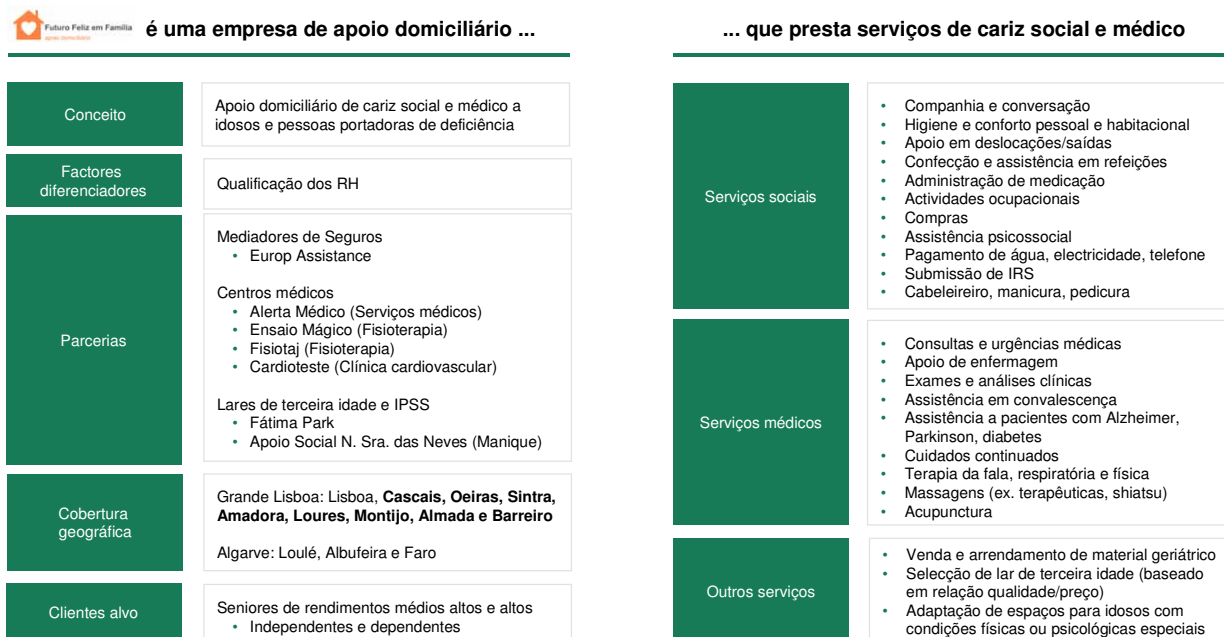 Futuro Feliz em Família
apoio domiciliário
é uma empresa de apoio domiciliário ...
Conceito
Apoio domiciliário de cariz social e médico a
idosos e pessoas portadoras de deficiência
Factores
diferenciadores
Qualificação dos RH
Parcerias
Mediadores de Seguros
• Europ Assistance
Centros médicos
• Alerta Médico (Serviços médicos)
• Ensaio Mágico (Fisioterapia)
• Fisiotaj (Fisioterapia)
• Cardioteste (Clínica cardiovascular)
Lares de terceira idade e IPSS
• Fátima Park
• Apoio Social N. Sra. das Neves (Manique)
Cobertura
geográfica
Grande Lisboa: Lisboa, Cascais, Oeiras, Sintra,
Amadora, Loures, Montijo, Almada e Barreiro
Algarve: Loulé, Albufeira e Faro
Clientes alvo
Seniores de rendimentos médios altos e altos
• Independentes e dependentes
... que presta serviços de cariz social e médico
Serviços sociais
• Companhia e conversação
• Higiene e conforto pessoal e habitacional
• Apoio em deslocações/saídas
• Confecção e assistência em refeições
• Administração de medicação
• Actividades ocupacionais
• Compras
• Assistência psicossocial
• Pagamento de água, electricidade, telefone
• Submissão de IRS
• Cabeleireiro, manicura, pedicura
Serviços médicos
• Consultas e urgências médicas
• Apoio de enfermagem
• Exames e análises clínicas
• Assistência em convalescença
• Assistência a pacientes com Alzheimer,
Parkinson, diabetes
• Cuidados continuados
• Terapia da fala, respiratória e física
• Massagens (ex. terapêuticas, shiatsu)
• Acupunctura
Outros serviços
• Venda e arrendamento de material geriátrico
• Selecção de lar de terceira idade (baseado
em relação qualidade/preço)
• Adaptação de espaços para idosos com
condições físicas ou psicológicas especiais